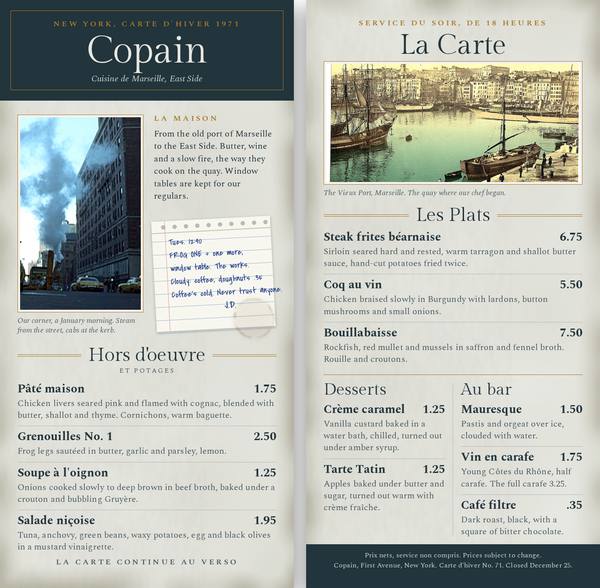 NEW YORK, CARTE D'HIVER 1971
Copain
Cuisine de Marseille, East Side
LA MAISON
From the old port of Marseille
to the East Side. Butter, wine
and a slow fire, the way they
cook on the quay. Window
tables are kept for our
regulars.
Tues. 12:40
FROG ONE + one more,
window table. The works.
Cloudy: coffee, doughnuts .35
Coffee's cold. Never trust anyone.
J.D.
Our corner, a January morning. Steam
from the street, cabs at the kerb.
Hors d'oeuvre
ET POTAGES
Pâté maison 1.75
Chicken livers seared pink and flamed with cognac, blended with
butter, shallot and thyme. Cornichons, warm baguette.
Grenouilles No. 1 2.50
Frog legs sautéed in butter, garlic and parsley, lemon.
Soupe à l'oignon 1.25
Onions cooked slowly to deep brown in beef broth, baked under a
crouton and bubbling Gruyère.
Salade niçoise 1.95
Tuna, anchovy, green beans, waxy potatoes, egg and black olives
in a mustard vinaigrette.
LA CARTE CONTINUE AU VERSO
SERVICE DU SOIR, DE 18 HEURES
La Carte
The Vieux Port, Marseille. The quay where our chef began.
Les Plats
Steak frites béarnaise 6.75
Sirloin seared hard and rested, warm tarragon and shallot butter
sauce, hand-cut potatoes fried twice.
Coq au vin 5.50
Chicken braised slowly in Burgundy with lardons, button
mushrooms and small onions.
Bouillabaisse 7.50
Rockfish, red mullet and mussels in saffron and fennel broth.
Rouille and croutons.
Desserts
Crème caramel 1.25
Vanilla custard baked in a
water bath, chilled, turned out
under amber syrup.
Tarte Tatin 1.25
Apples baked under butter and
sugar, turned out warm with
crème fraîche.
Au bar
Mauresque 1.50
Pastis and orgeat over ice,
clouded with water.
Vin en carafe 1.75
Young Côtes du Rhône, half
carafe. The full carafe 3.25.
Café filtre .35
Dark roast, black, with a
square of bitter chocolate.
Prix nets, service non compris. Prices subject to change.
Copain, First Avenue, New York. Carte d'hiver No. 71. Closed December 25.